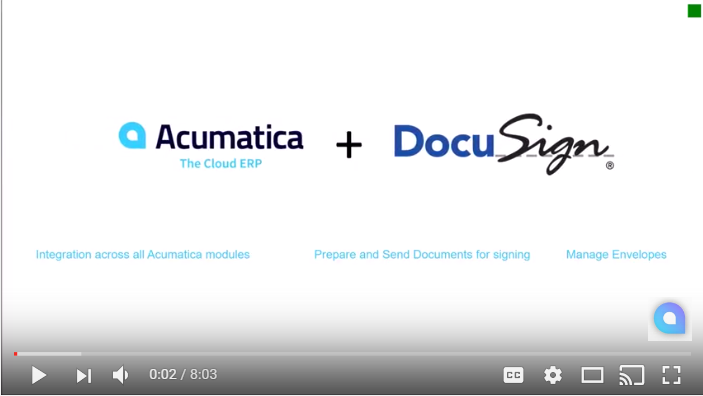 Acumatica + DocuSign®
The Cloud ERP
Integration across all Acumatica modules Prepare and Send Documents for signing Manage Envelopes
0:02 / 8:03 CC